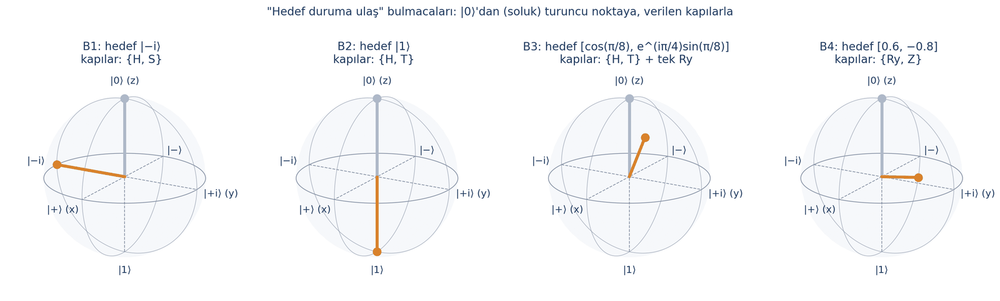 "Hedef duruma ulaş" bulmacaları: |0⟩'dan (soluk) turuncu noktaya, verilen kapılarla
B1: hedef |−i⟩
kapılar: {H, S}
|0⟩ (z)
|−⟩
|−i⟩
|+i⟩ (y)
|+⟩ (x)
|1⟩
B2: hedef |1⟩
kapılar: {H, T}
|0⟩ (z)
|−⟩
|−i⟩
|+i⟩ (y)
|+⟩ (x)
|1⟩
B3: hedef [cos(π/8), e^(iπ/4)sin(π/8)]
kapılar: {H, T} + tek Ry
|0⟩ (z)
|−⟩
|−i⟩
|+i⟩ (y)
|+⟩ (x)
|1⟩
B4: hedef [0.6, −0.8]
kapılar: {Ry, Z}
|0⟩ (z)
|−⟩
|−i⟩
|+i⟩ (y)
|+⟩ (x)
|1⟩